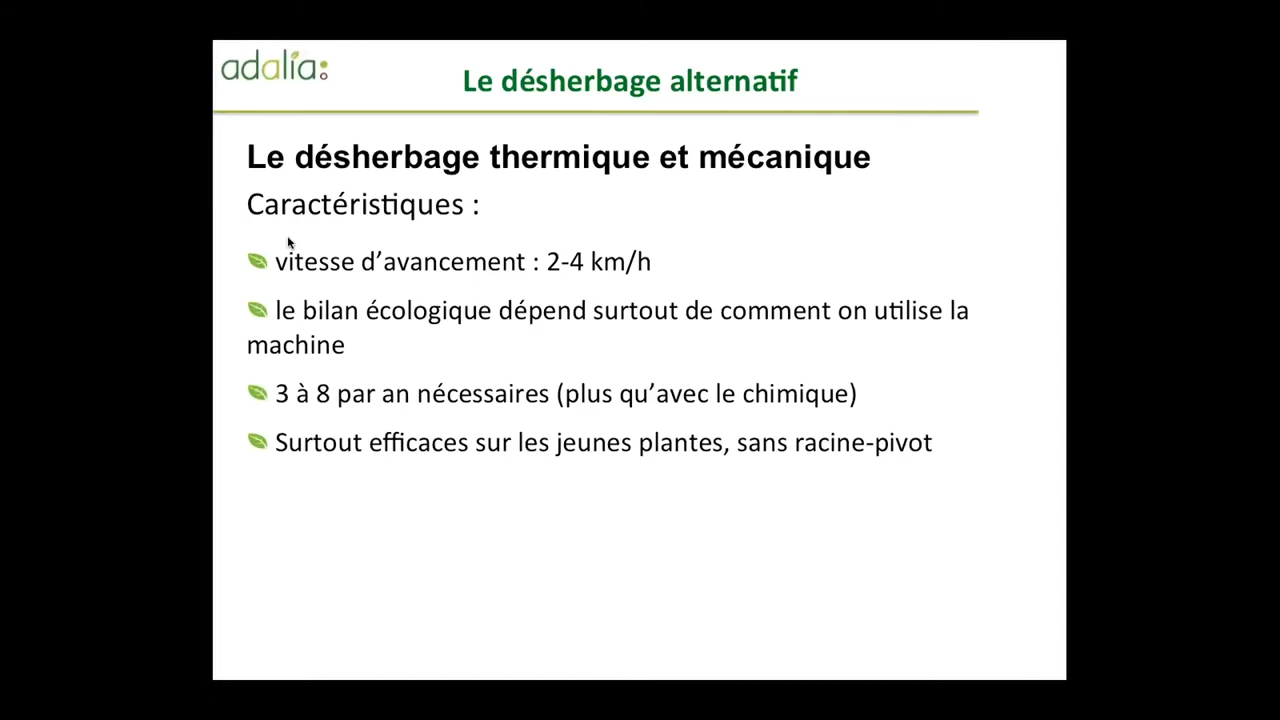 adalia:
Le désherbage alternatif
Le désherbage thermique et mécanique
Caractéristiques :
vitesse d’avancement : 2-4 km/h
le bilan écologique dépend surtout de comment on utilise la
machine
3 à 8 par an nécessaires (plus qu’avec le chimique)
Surtout efficaces sur les jeunes plantes, sans racine-pivot